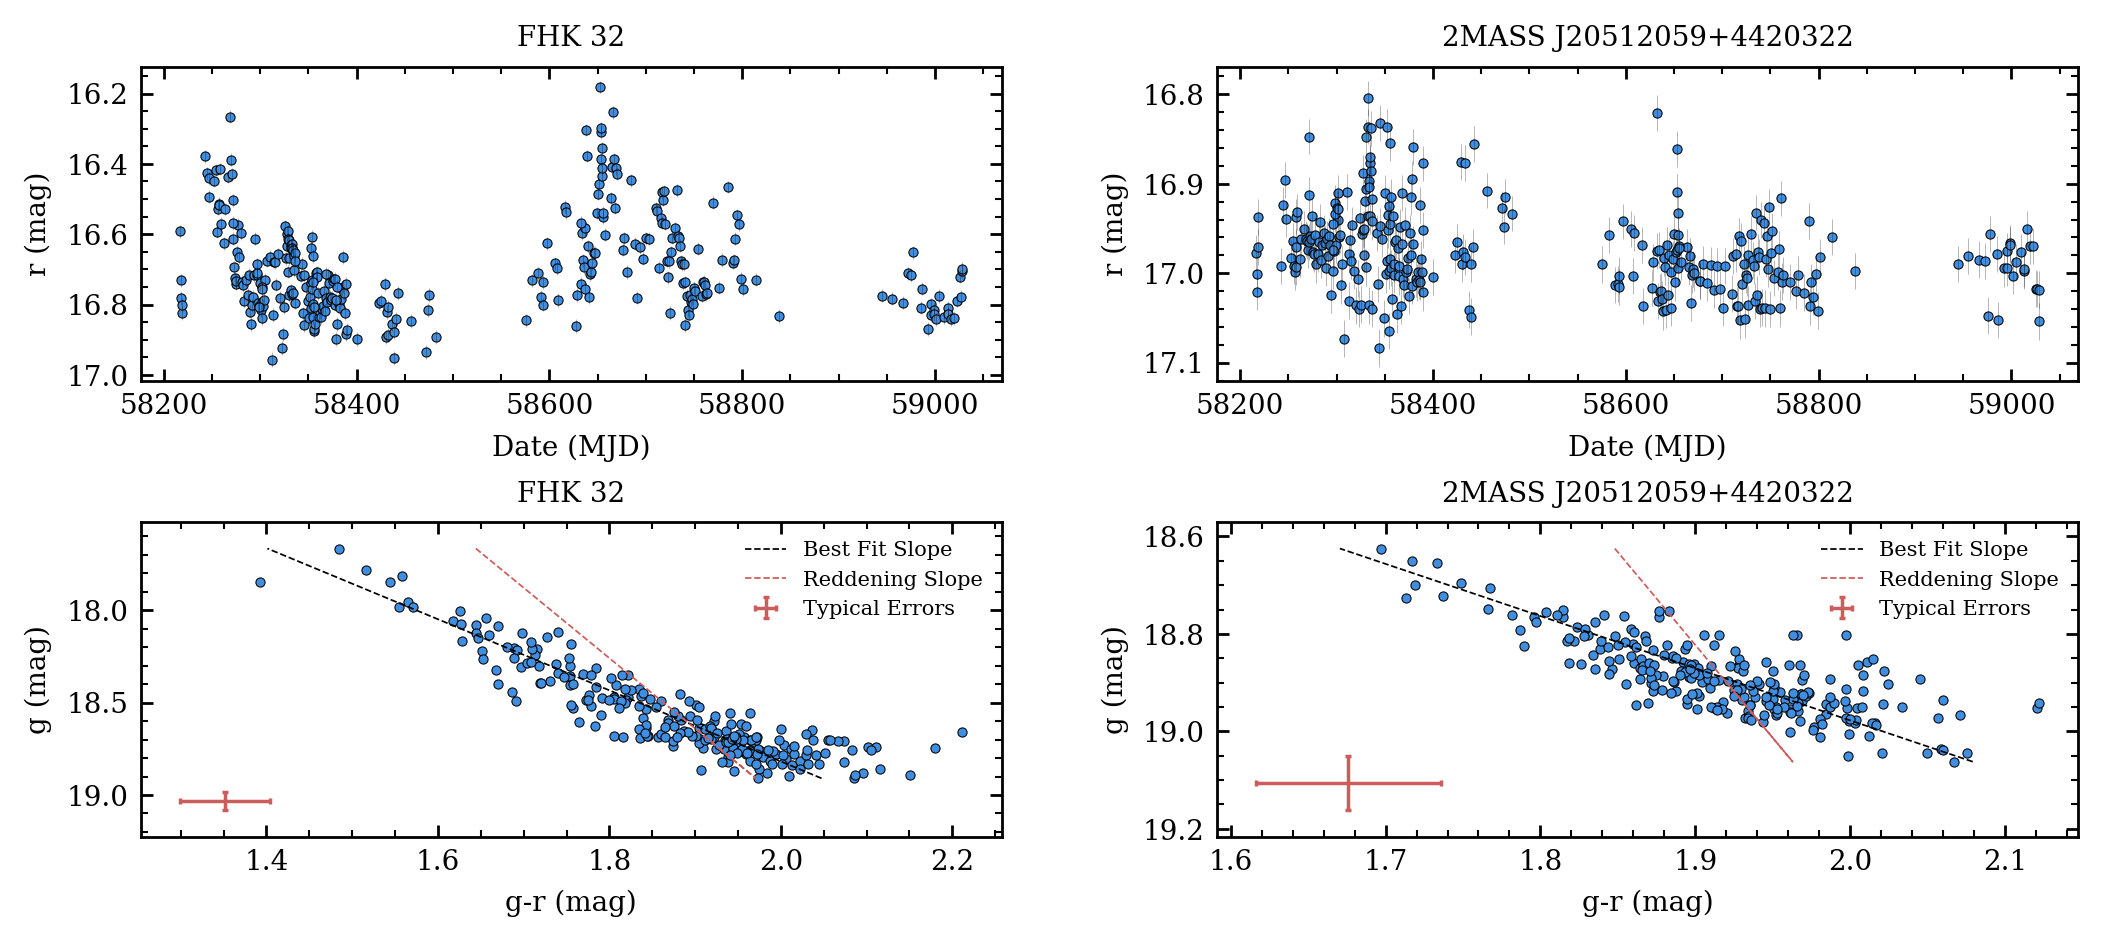 FHK 32
16.2
16.4
16.6
16.8
17.0
r (mag)
58200 58400 58600 58800 59000
Date (MJD)
2MASS J20512059+4420322
16.8
16.9
17.0
17.1
r (mag)
58200 58400 58600 58800 59000
Date (MJD)
FHK 32
Best Fit Slope
Reddening Slope
Typical Errors
18.0
18.5
19.0
g (mag)
1.4 1.6 1.8 2.0 2.2
g-r (mag)
2MASS J20512059+4420322
Best Fit Slope
Reddening Slope
Typical Errors
18.6
18.8
19.0
19.2
g (mag)
1.6 1.7 1.8 1.9 2.0 2.1
g-r (mag)